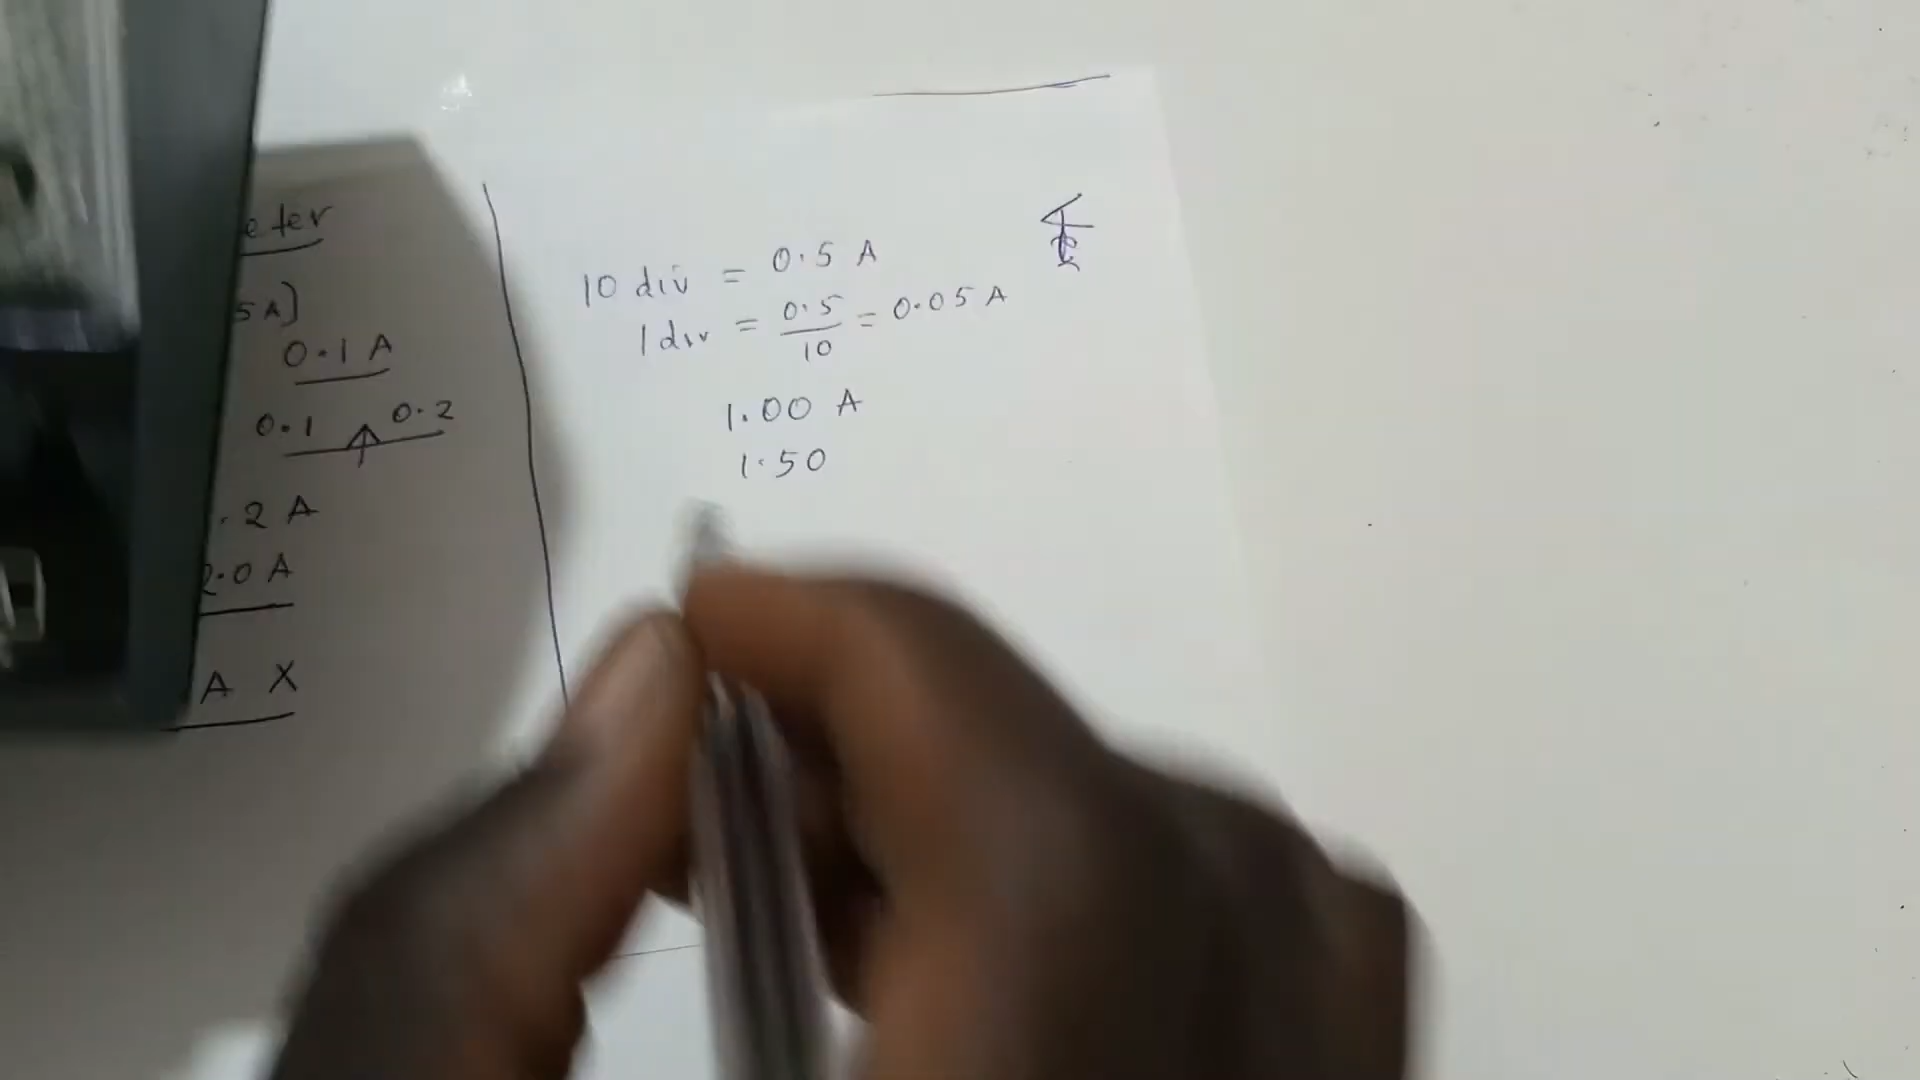 eter
5 A]
0.1 A
0.1 0.2
.2 A
2.0 A
A X
10 div = 0.5 A
1 div = 0.5/10 = 0.05 A
1.00 A
1.50